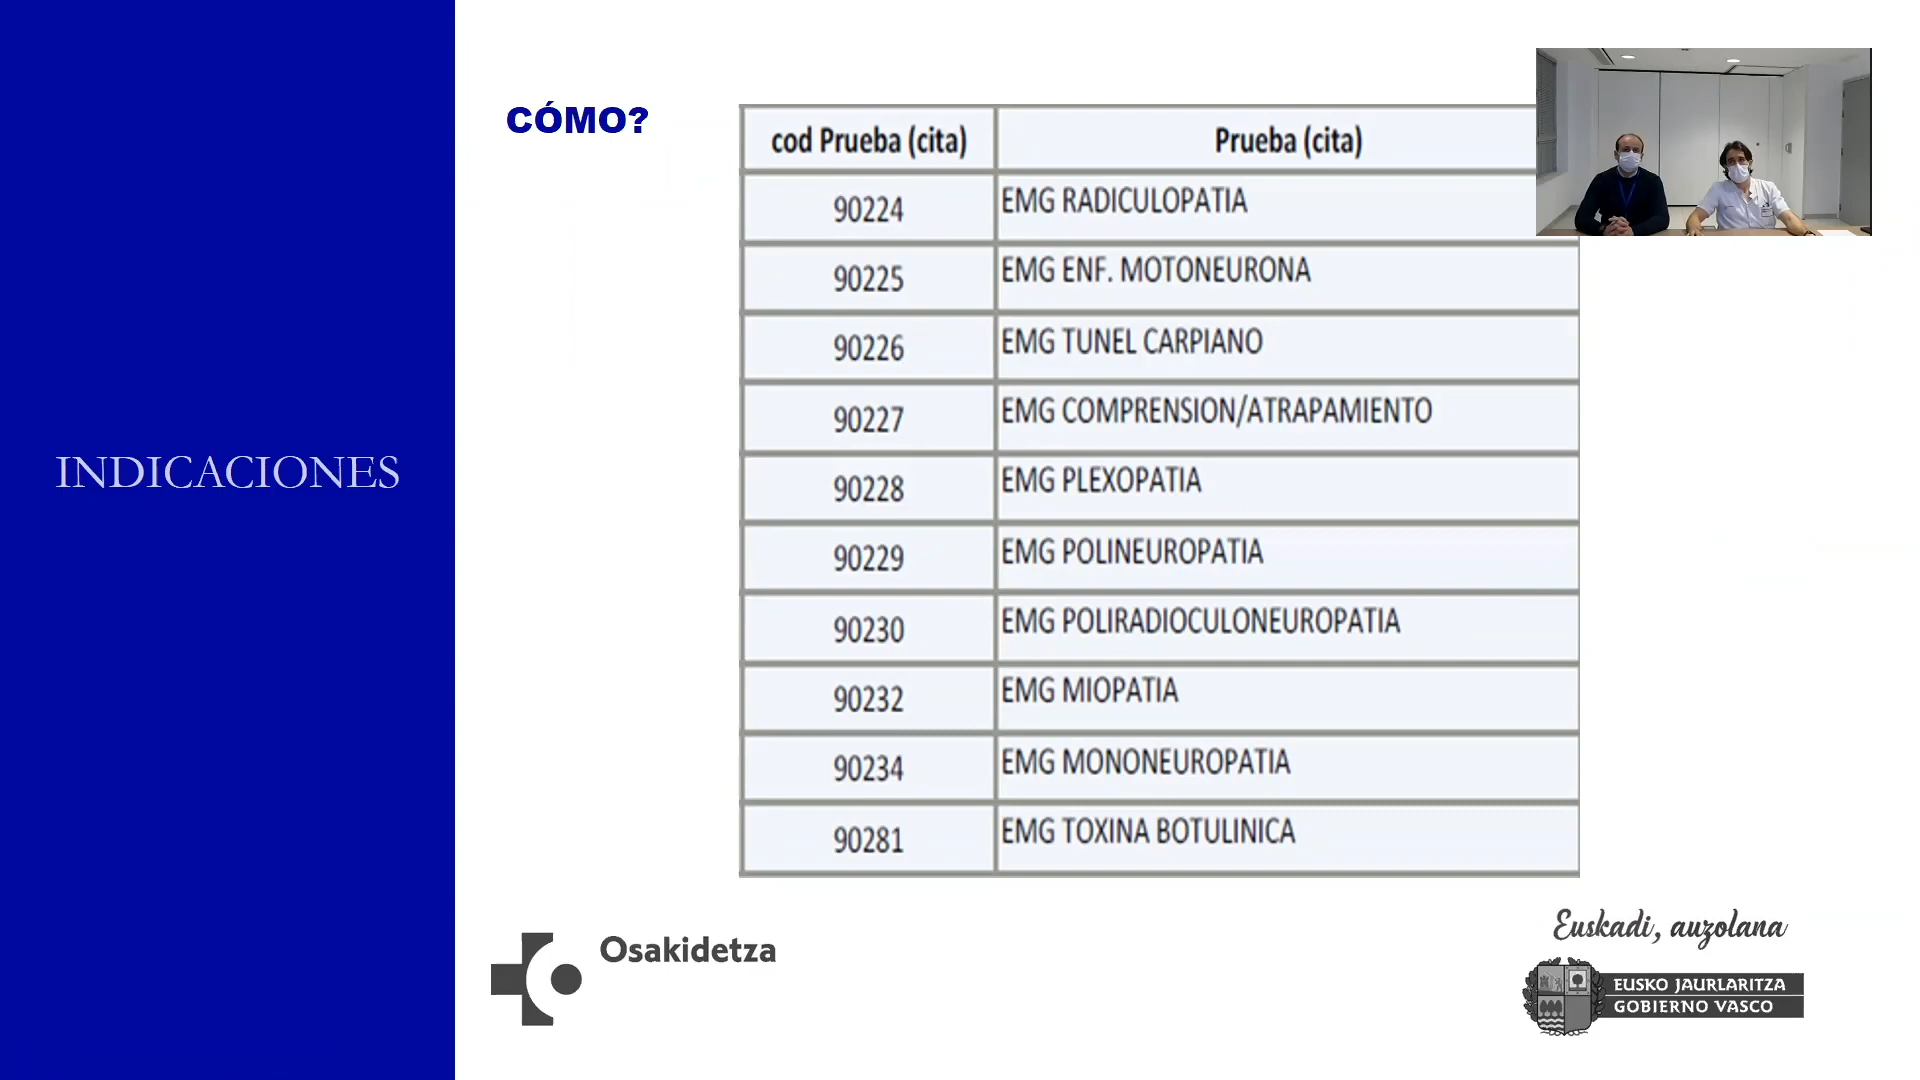 INDICACIONES
CÓMO?
cod Prueba (cita) Prueba (cita)
90224 EMG RADICULOPATIA
90225 EMG ENF. MOTONEURONA
90226 EMG TUNEL CARPIANO
90227 EMG COMPRENSION/ATRAPAMIENTO
90228 EMG PLEXOPATIA
90229 EMG POLINEUROPATIA
90230 EMG POLIRADIOCULONEUROPATIA
90232 EMG MIOPATIA
90234 EMG MONONEUROPATIA
90281 EMG TOXINA BOTULINICA
Osakidetza
Euskadi, auzolana
EUSKO JAURLARITZA
GOBIERNO VASCO